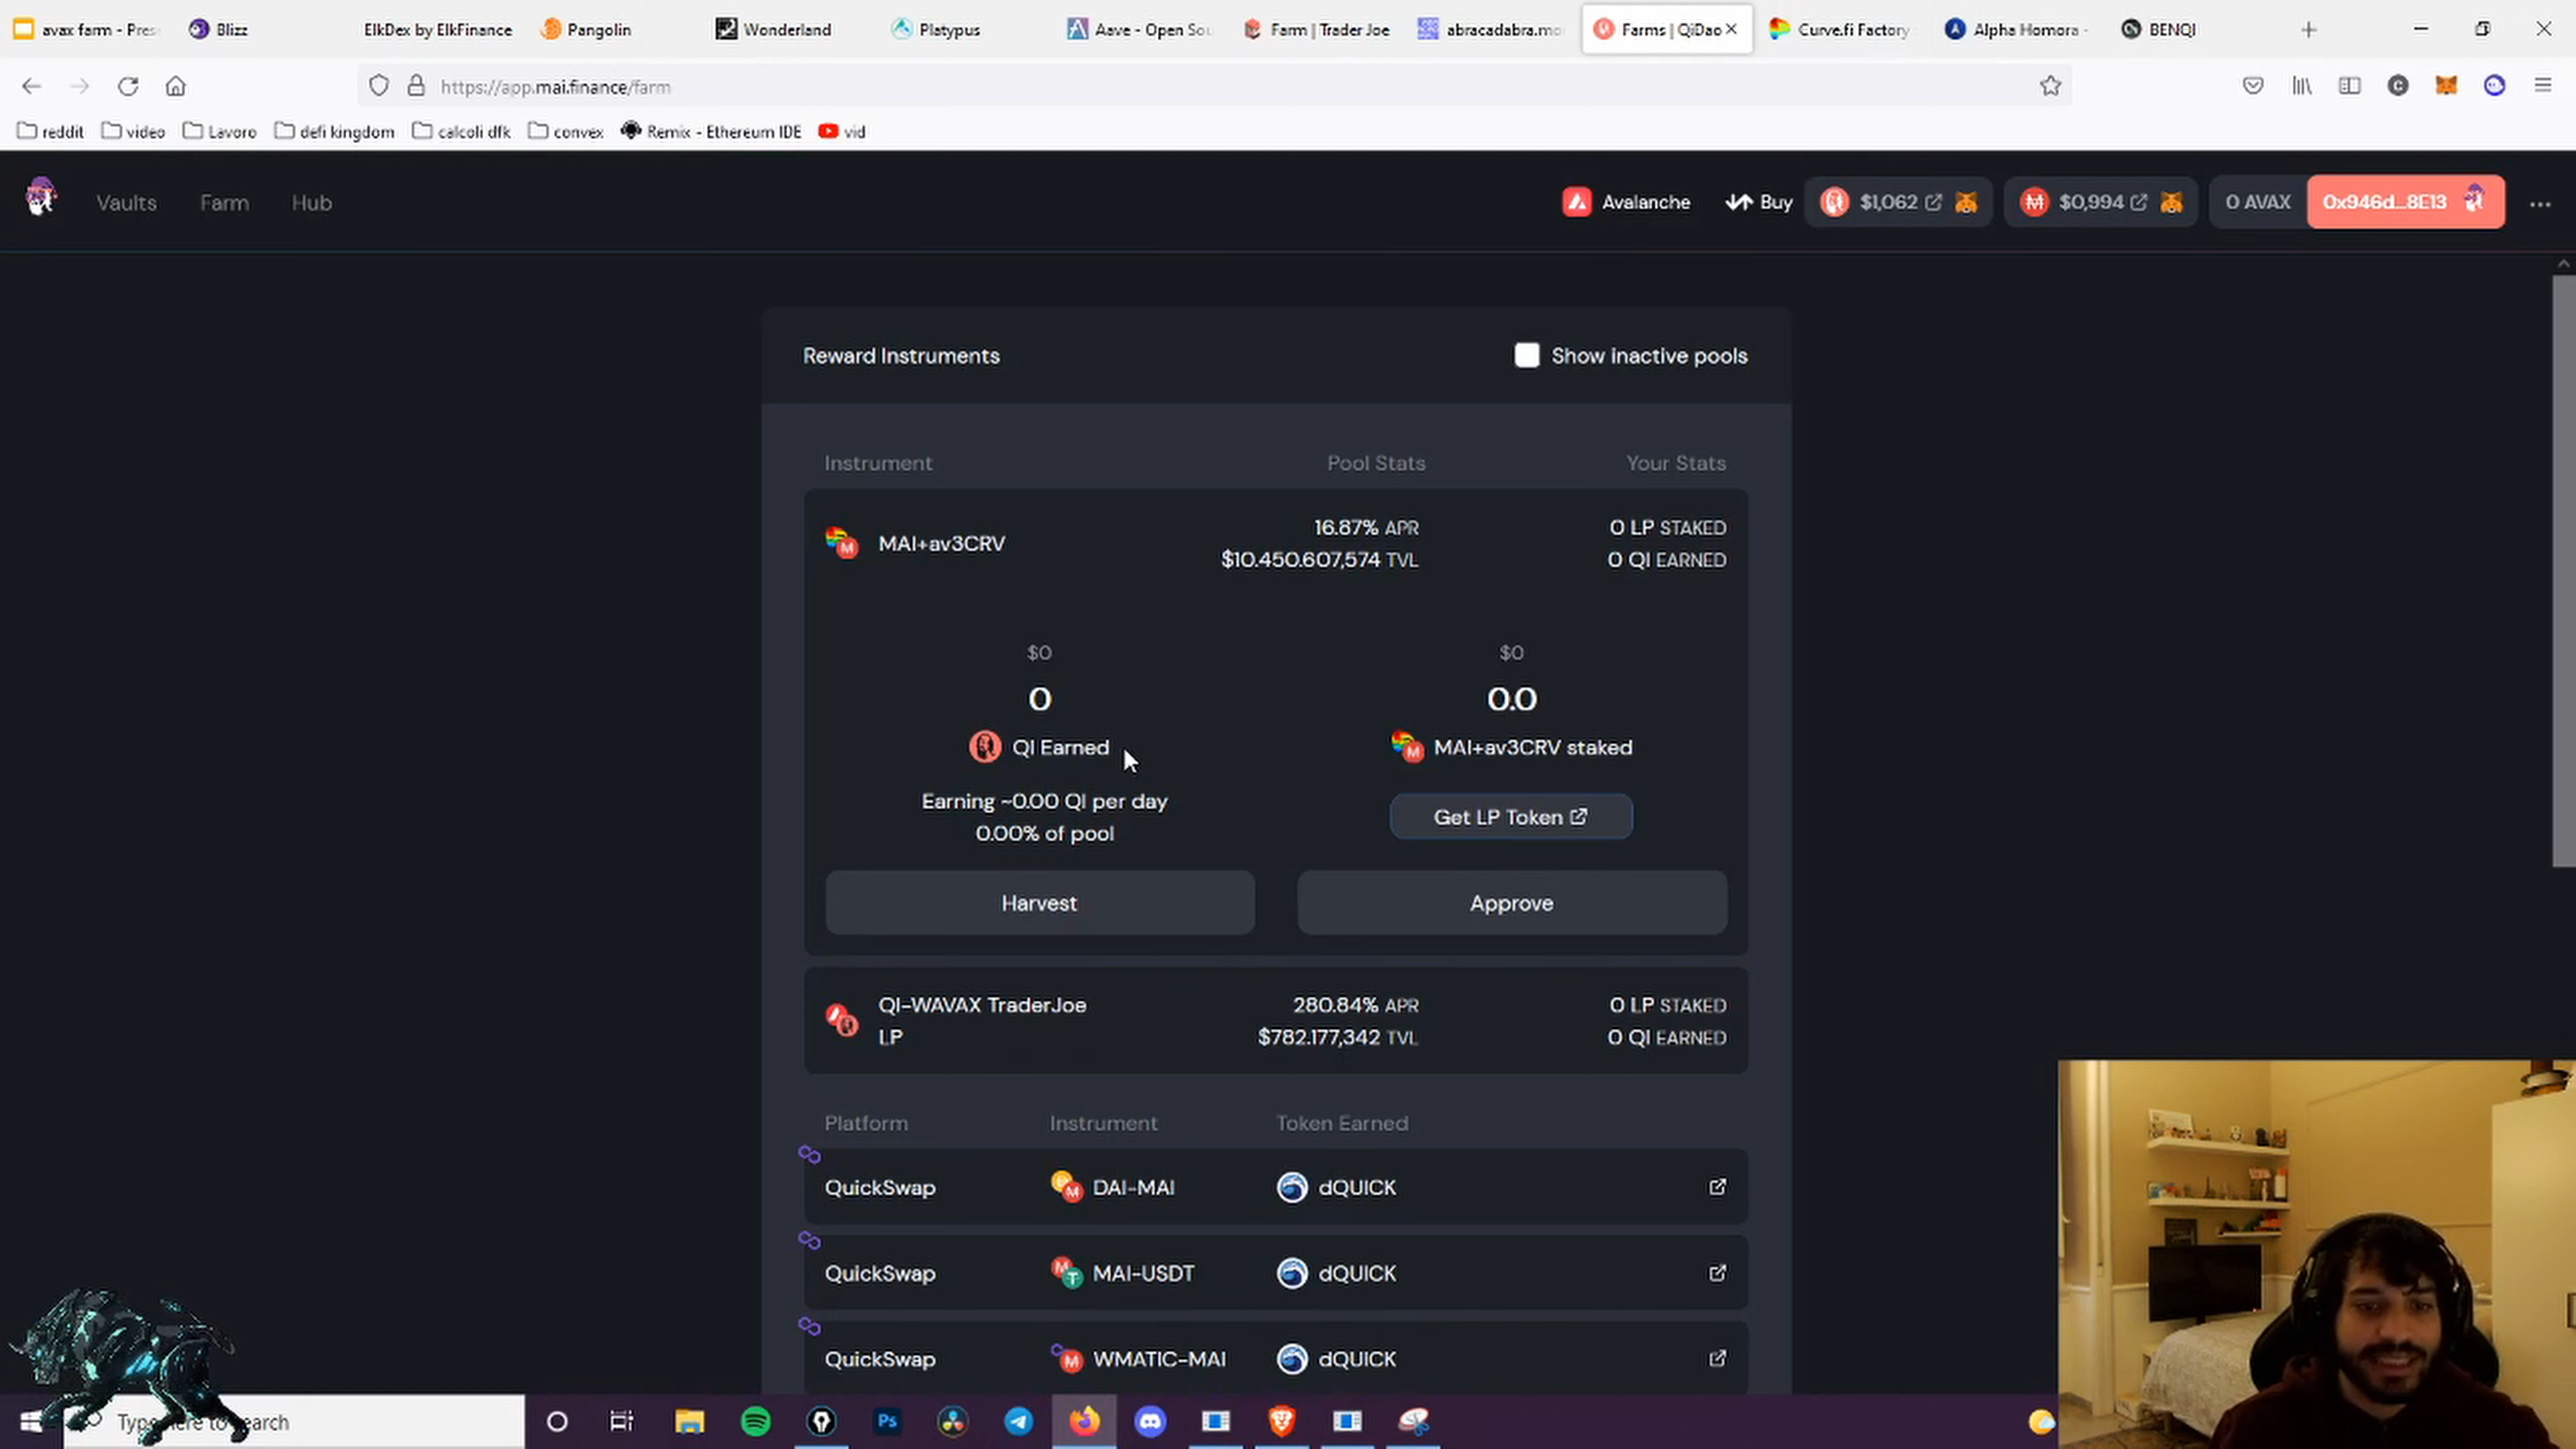 avax farm - Pres
Blizz
ElkDex by ElkFinance
Pangolin
Wonderland
Platypus
Aave - Open Sou
Farm | Trader Joe
abracadabra.mo
Farms | QiDao
Curve.fi Factory
Alpha Homora -
BENQI
https://app.mai.finance/farm
reddit
video
Lavoro
defi kingdom
calcoli dfk
convex
Remix - Ethereum IDE
vid
Vaults
Farm
Hub
Avalanche
Buy
$1,062
$0,994
0 AVAX
0x946d...8E13
Reward Instruments
Show inactive pools
Instrument
Pool Stats
Your Stats
MAI+av3CRV
16.87% APR
$10.450.607,574 TVL
0 LP STAKED
0 QI EARNED
$0
0
QI Earned
Earning ~0.00 QI per day
0.00% of pool
$0
0.0
MAI+av3CRV staked
Get LP Token
Harvest
Approve
QI-WAVAX TraderJoe
LP
280.84% APR
$782.177,342 TVL
0 LP STAKED
0 QI EARNED
Platform
Instrument
Token Earned
QuickSwap
DAI-MAI
dQUICK
QuickSwap
MAI-USDT
dQUICK
QuickSwap
WMATIC-MAI
dQUICK
Type here to search